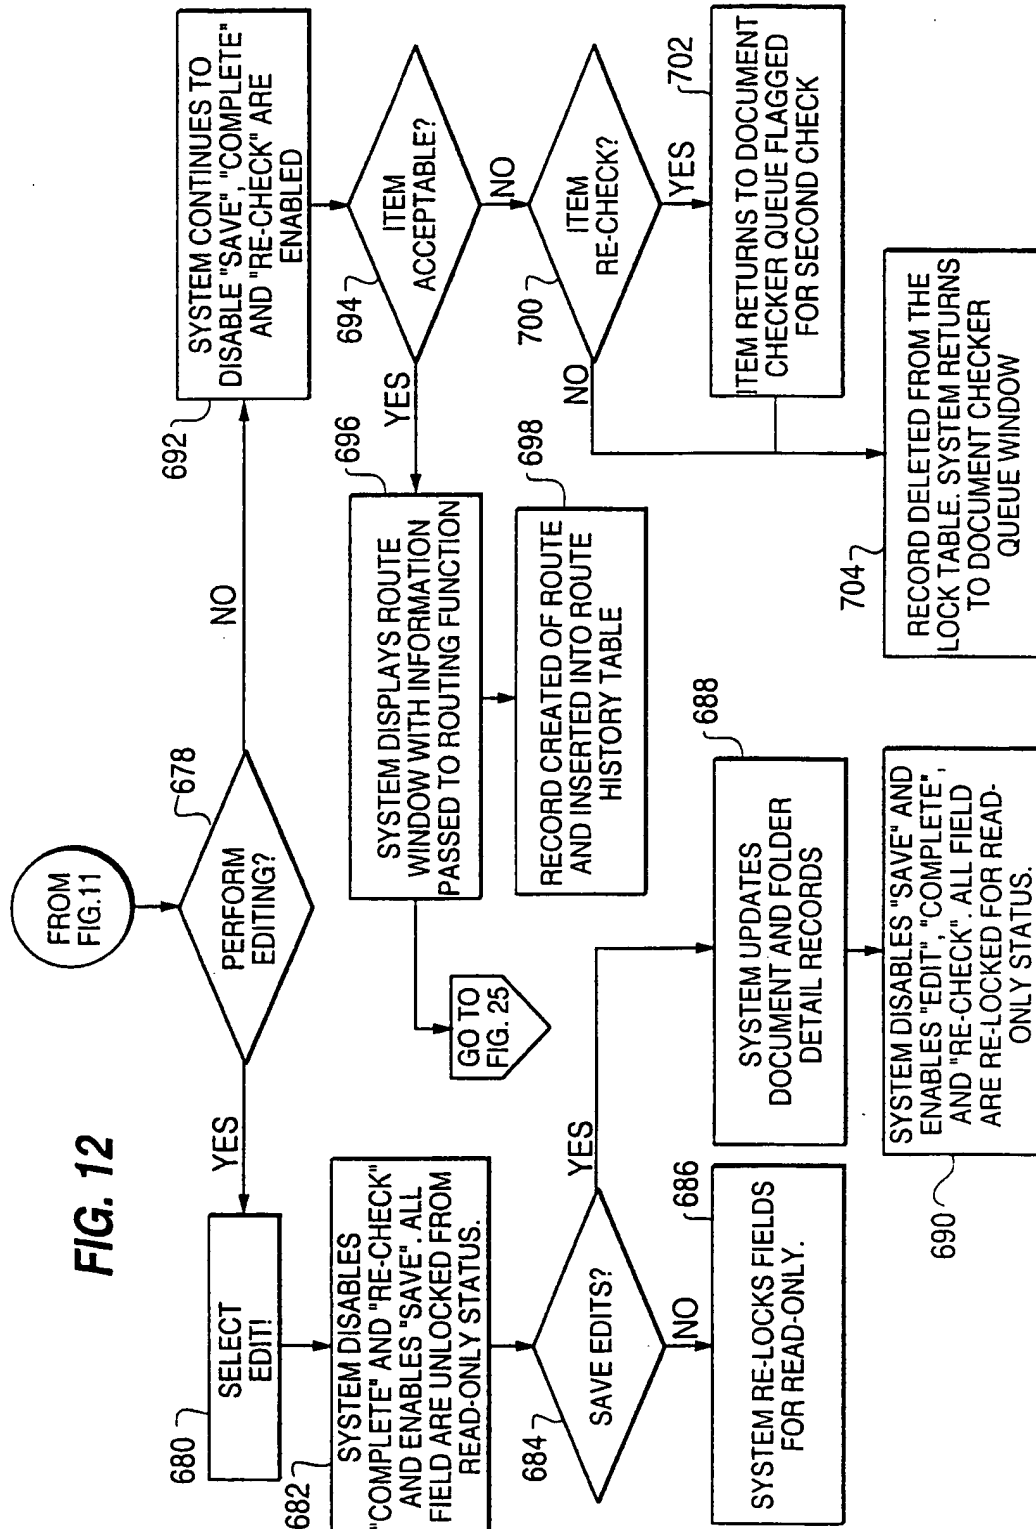 FIG. 12
FROM
FIG.11
678
PERFORM
EDITING?
YES
NO
680
SELECT
EDIT!
682
SYSTEM DISABLES
"COMPLETE" AND "RE-CHECK"
AND ENABLES "SAVE". ALL
FIELD ARE UNLOCKED FROM
READ-ONLY STATUS.
684
SAVE EDITS?
YES
NO
686
SYSTEM RE-LOCKS FIELDS
FOR READ-ONLY.
688
SYSTEM UPDATES
DOCUMENT AND FOLDER
DETAIL RECORDS
690
SYSTEM DISABLES "SAVE" AND
ENABLES "EDIT", "COMPLETE",
AND "RE-CHECK". ALL FIELD
ARE RE-LOCKED FOR READ-
ONLY STATUS.
692
SYSTEM CONTINUES TO
DISABLE "SAVE", "COMPLETE"
AND "RE-CHECK" ARE
ENABLED
694
ITEM
ACCEPTABLE?
YES
NO
696
SYSTEM DISPLAYS ROUTE
WINDOW WITH INFORMATION
PASSED TO ROUTING FUNCTION
GO TO
FIG. 25
698
RECORD CREATED OF ROUTE
AND INSERTED INTO ROUTE
HISTORY TABLE
700
ITEM
RE-CHECK?
NO
YES
702
ITEM RETURNS TO DOCUMENT
CHECKER QUEUE FLAGGED
FOR SECOND CHECK
704
RECORD DELETED FROM THE
LOCK TABLE. SYSTEM RETURNS
TO DOCUMENT CHECKER
QUEUE WINDOW